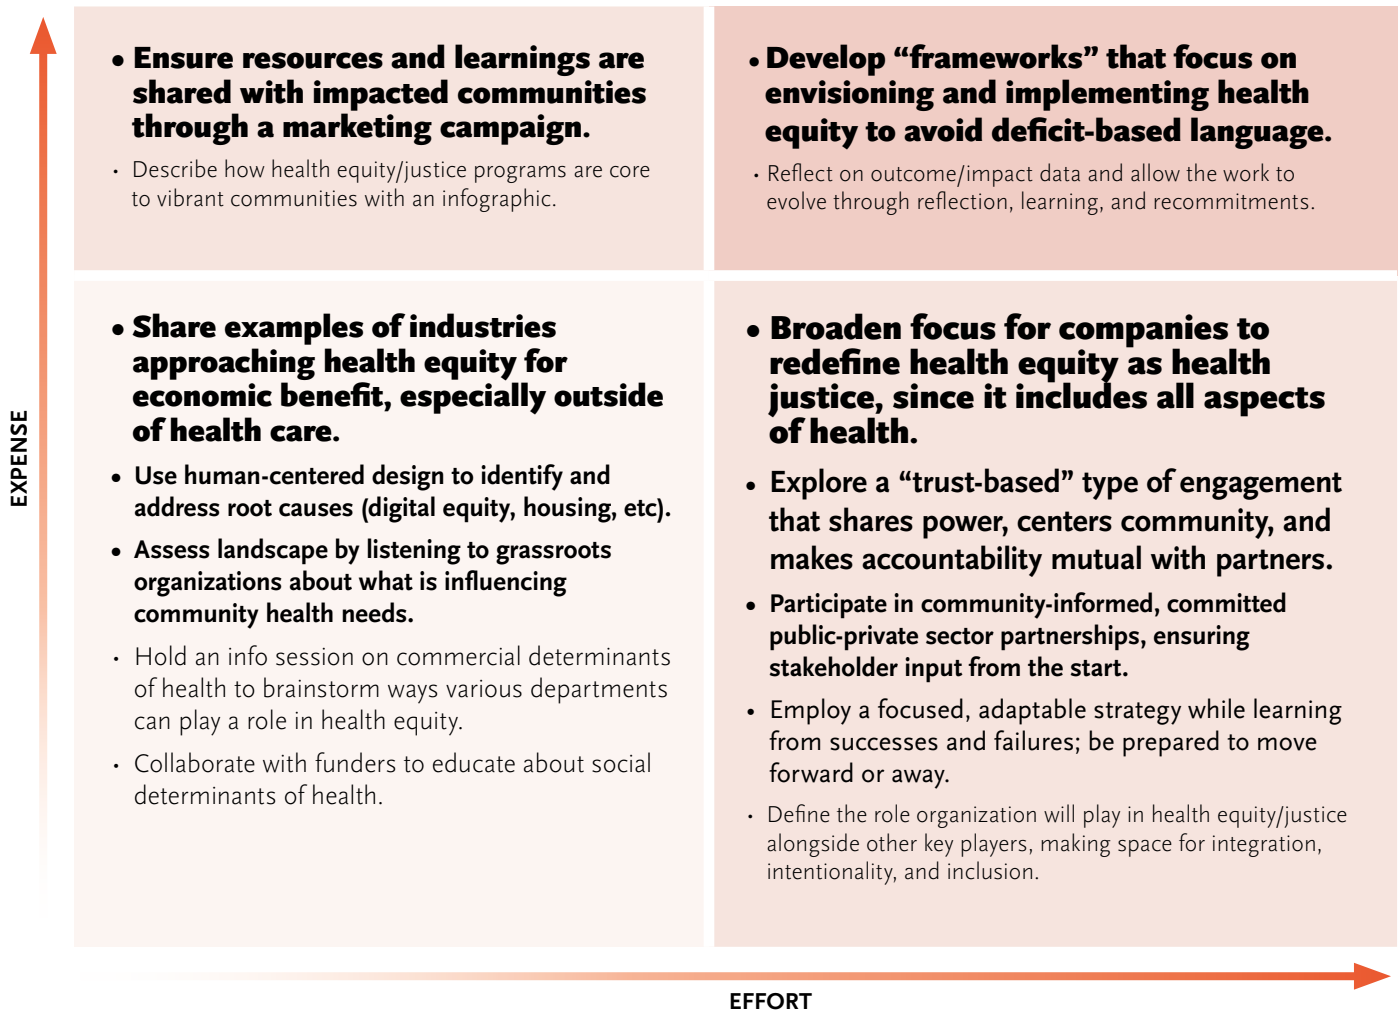 • Ensure resources and learnings are
shared with impacted communities
through a marketing campaign.
• Describe how health equity/justice programs are core
to vibrant communities with an infographic.
• Develop “frameworks” that focus on
envisioning and implementing health
equity to avoid deficit-based language.
• Reflect on outcome/impact data and allow the work to
evolve through reflection, learning, and recommitments.
• Share examples of industries
approaching health equity for
economic benefit, especially outside
of health care.
• Use human-centered design to identify and
address root causes (digital equity, housing, etc).
• Assess landscape by listening to grassroots
organizations about what is influencing
community health needs.
• Hold an info session on commercial determinants
of health to brainstorm ways various departments
can play a role in health equity.
• Collaborate with funders to educate about social
determinants of health.
• Broaden focus for companies to
redefine health equity as health
justice, since it includes all aspects
of health.
• Explore a “trust-based” type of engagement
that shares power, centers community, and
makes accountability mutual with partners.
• Participate in community-informed, committed
public-private sector partnerships, ensuring
stakeholder input from the start.
• Employ a focused, adaptable strategy while learning
from successes and failures; be prepared to move
forward or away.
• Define the role organization will play in health equity/justice
alongside other key players, making space for integration,
intentionality, and inclusion.
EXPENSE
EFFORT